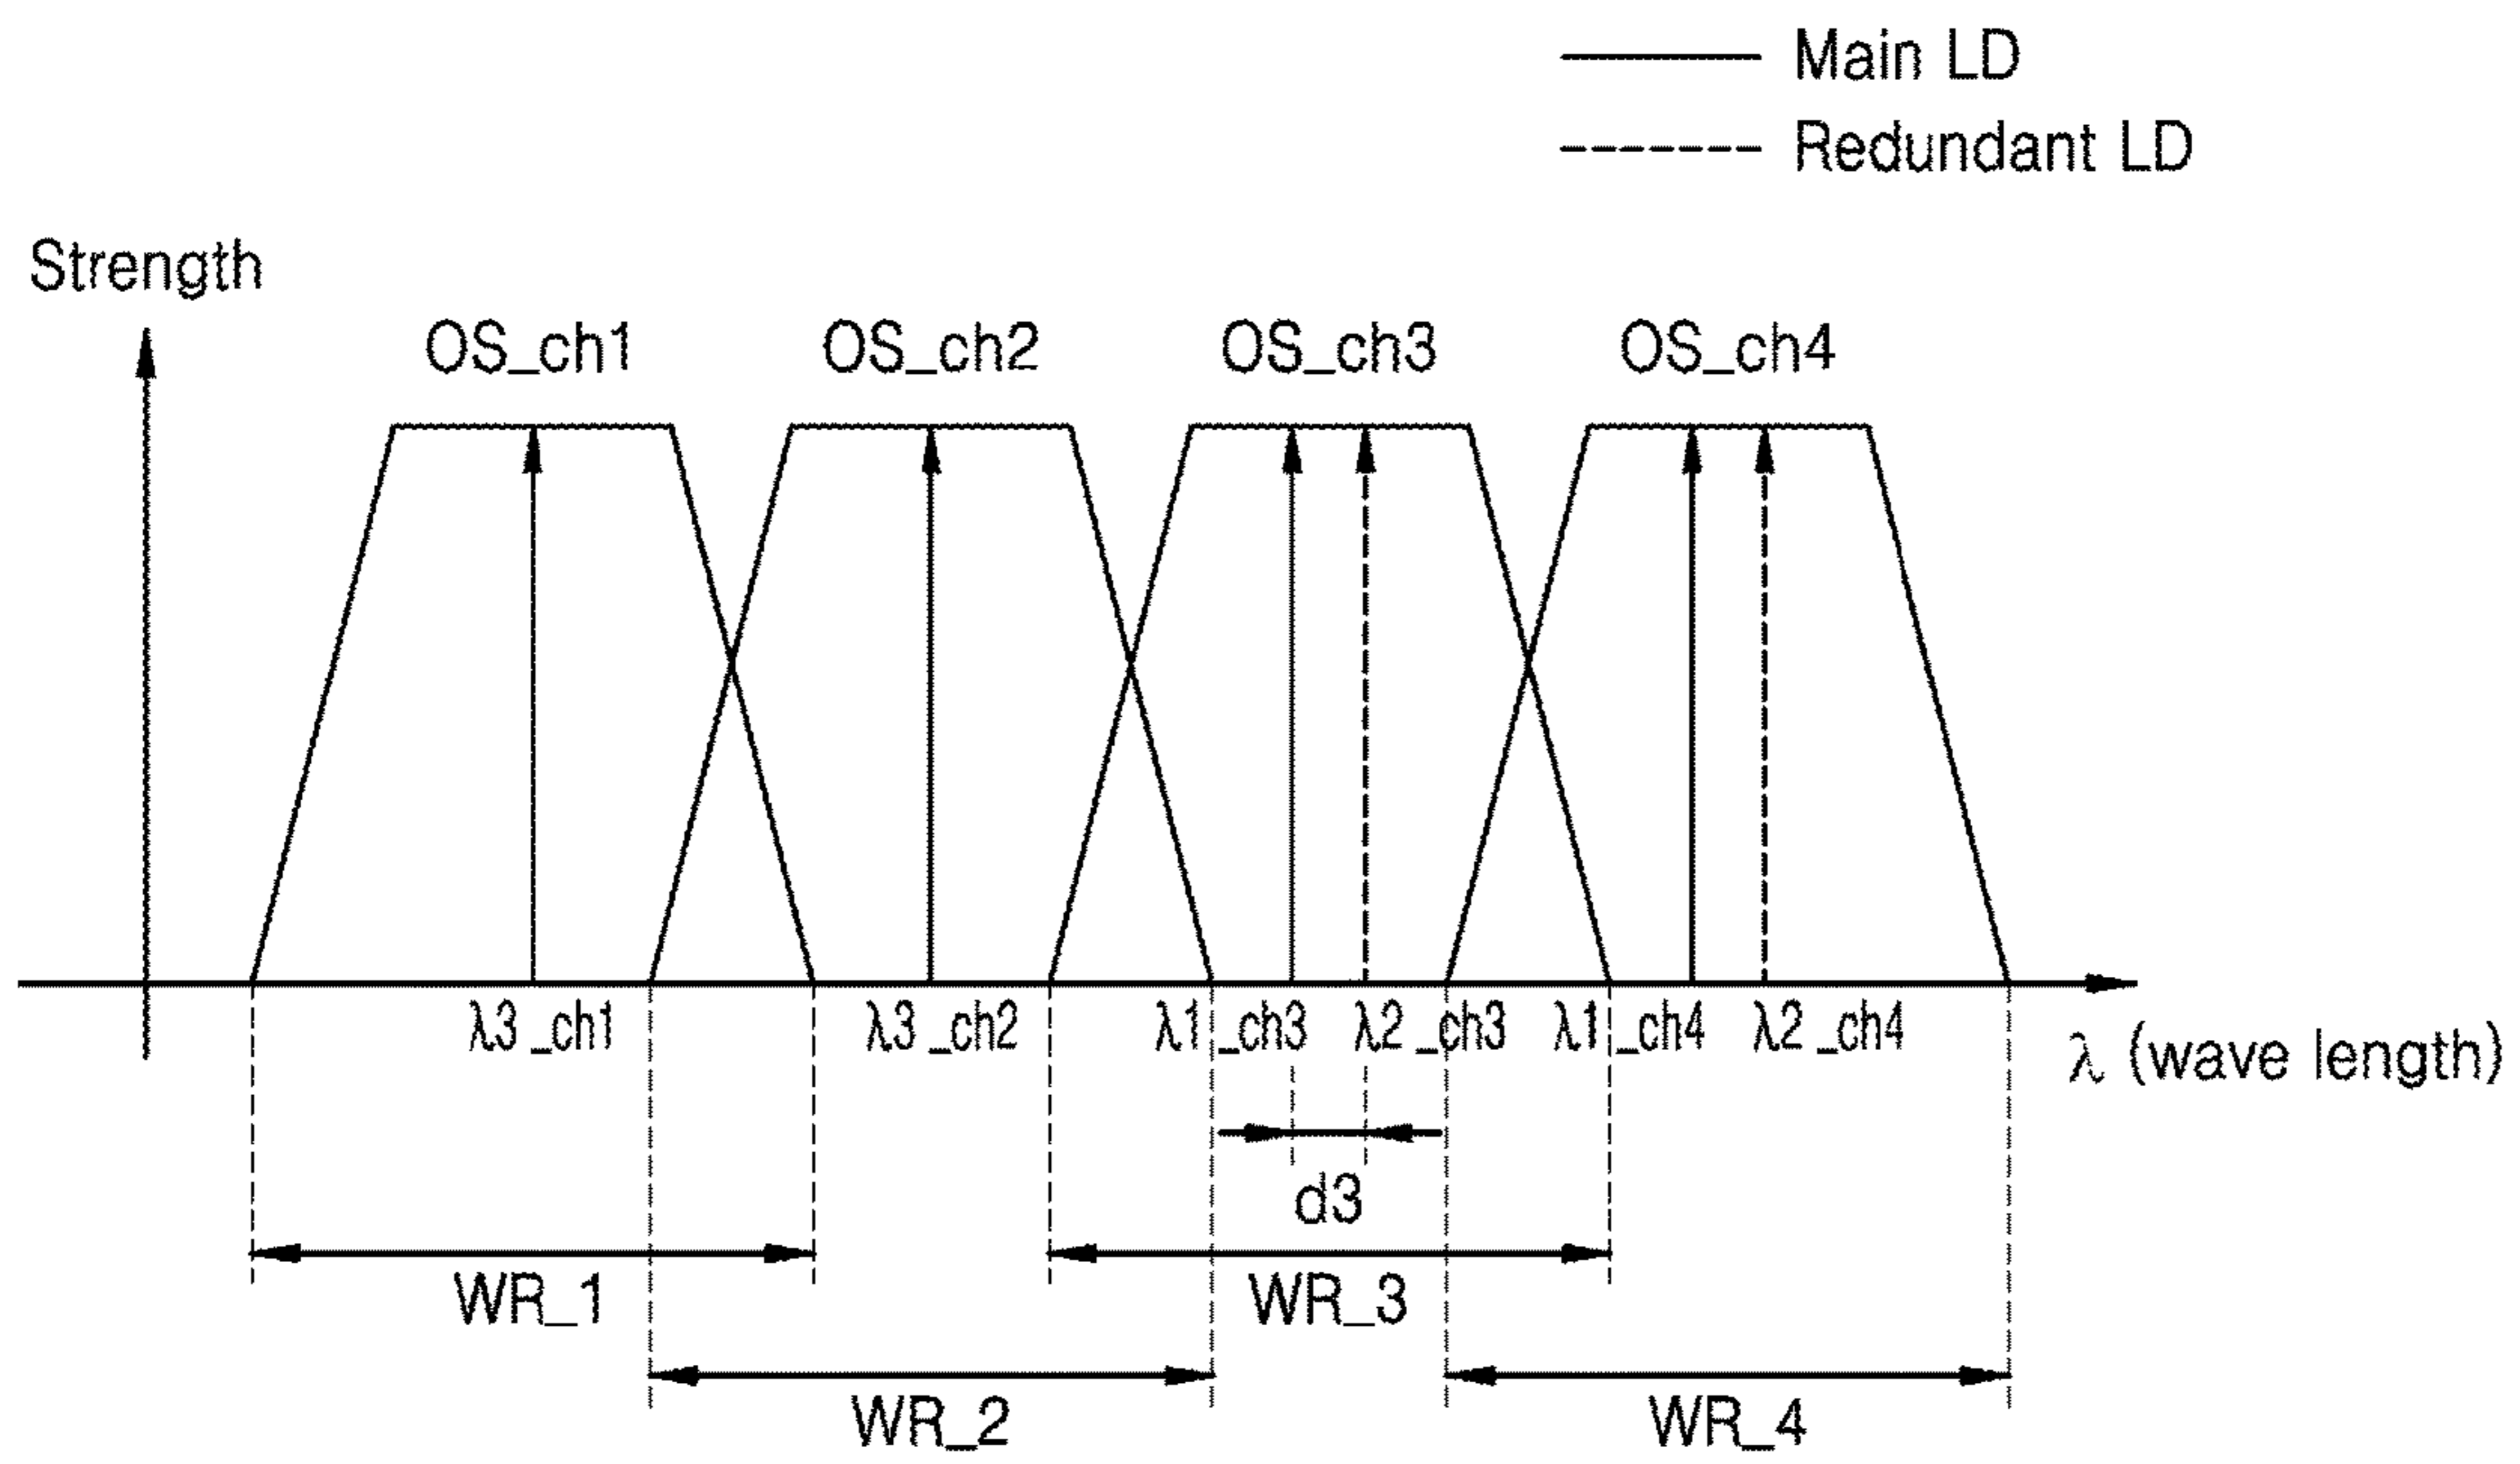 Main LD
Redundant LD
Strength
OS_ch1 OS_ch2 OS_ch3 OS_ch4
λ3_ch1 λ3_ch2 λ1_ch3 λ2_ch3 λ1_ch4 λ2_ch4
λ (wave length)
d3
WR_1 WR_3
WR_2 WR_4